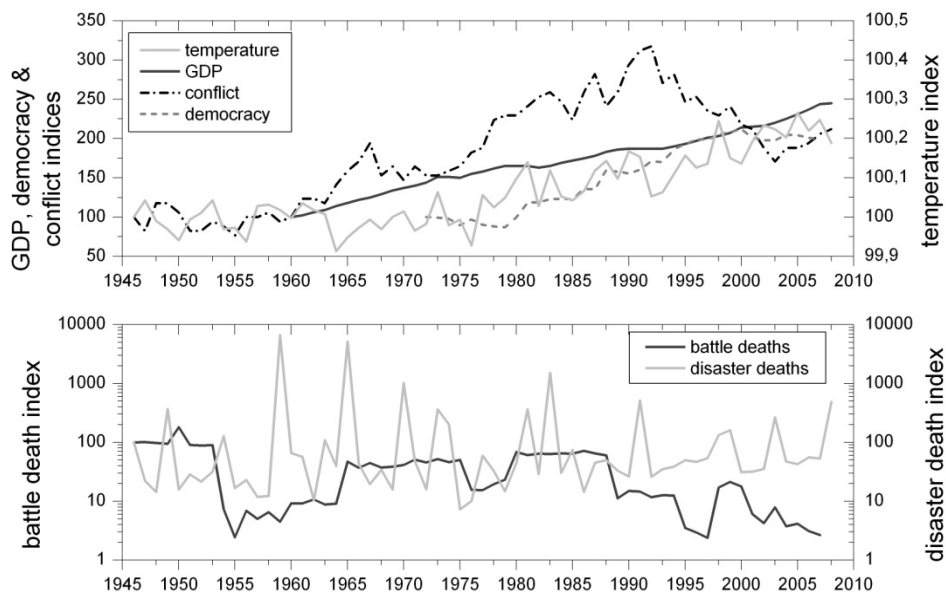 350
300
250
200
150
100
50
GDP, democracy &
conflict indices
temperature
GDP
conflict
democracy
100,5
100,4
100,3
100,2
100,1
100
99,9
temperature index
1945 1950 1955 1960 1965 1970 1975 1980 1985 1990 1995 2000 2005 2010
10000
1000
100
10
1
battle death index
battle deaths
disaster deaths
10000
1000
100
10
1
disaster death index
1945 1950 1955 1960 1965 1970 1975 1980 1985 1990 1995 2000 2005 2010